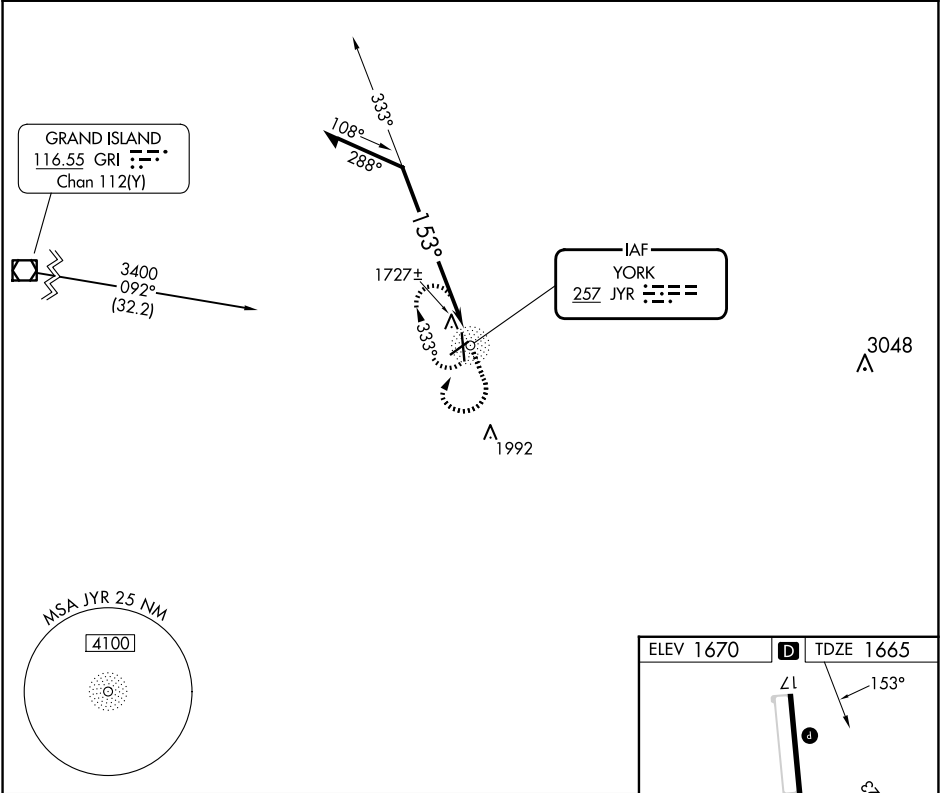 333°
108°
288°
GRAND ISLAND
116.55 GRI
Chan 112(Y)
153°
IAF
YORK
257 JYR
1727±
3400
092°
(32.2)
333°
3048
1992
MSA JYR 25 NM
4100
ELEV 1670 D TDZE 1665
17
153°
P
23